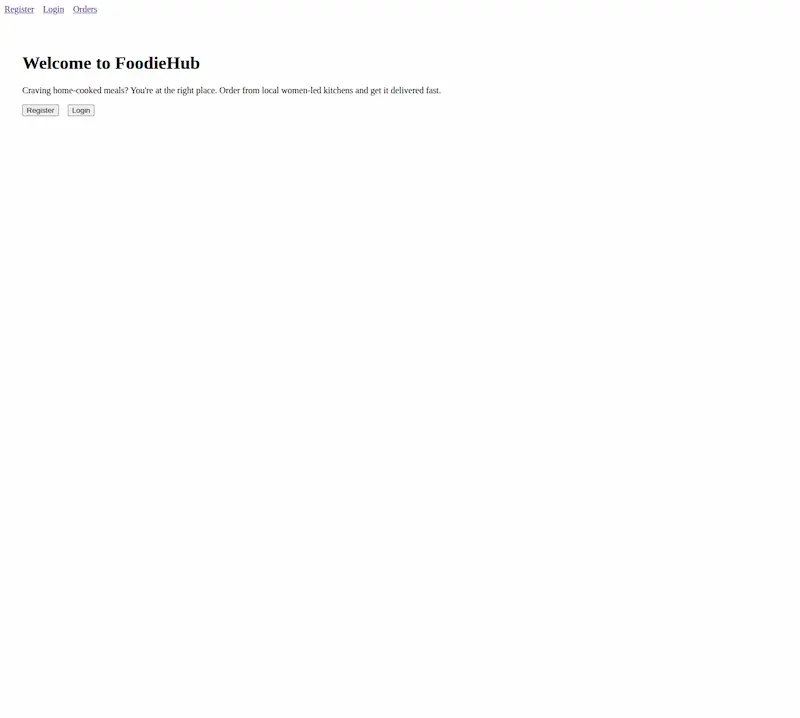 Register Login Orders
Welcome to FoodieHub
Craving home-cooked meals? You're at the right place. Order from local women-led kitchens and get it delivered fast.
Register Login